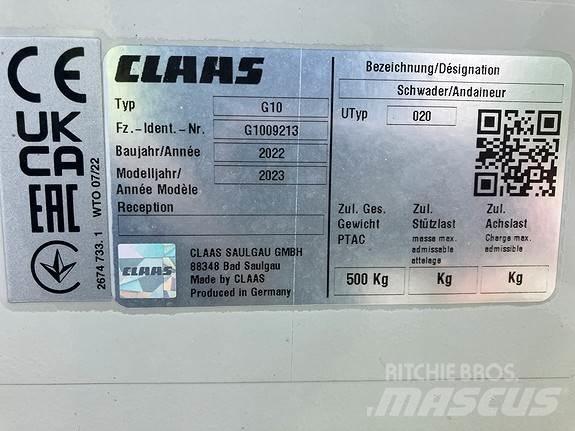 CE
UK
CA
EAC
2674 733. 1 WTO 07/22
CLAAS
Typ G10
Fz.-Ident.-Nr. G1009213
Baujahr/Année 2022
Modelljahr/
Année Modèle 2023
Reception
CLAAS
CLAAS SAULGAU GMBH
88348 Bad Saulgau
Made by CLAAS
Produced in Germany
Bezeichnung/Désignation
Schwader/Andaineur
UTyp 020
Zul. Ges.
Gewicht
PTAC
500 Kg
Zul.
Stützlast
masse max.
admissable
attelage
Kg
Zul.
Achslast
Charge max.
admissible
Kg
RITCHIE BROS.
MASCUS